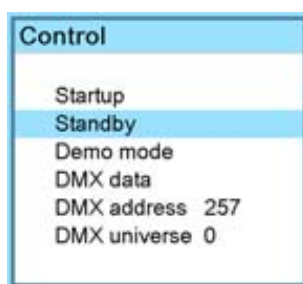 Control
Startup
Standby
Demo mode
DMX data
DMX address 257
DMX universe 0